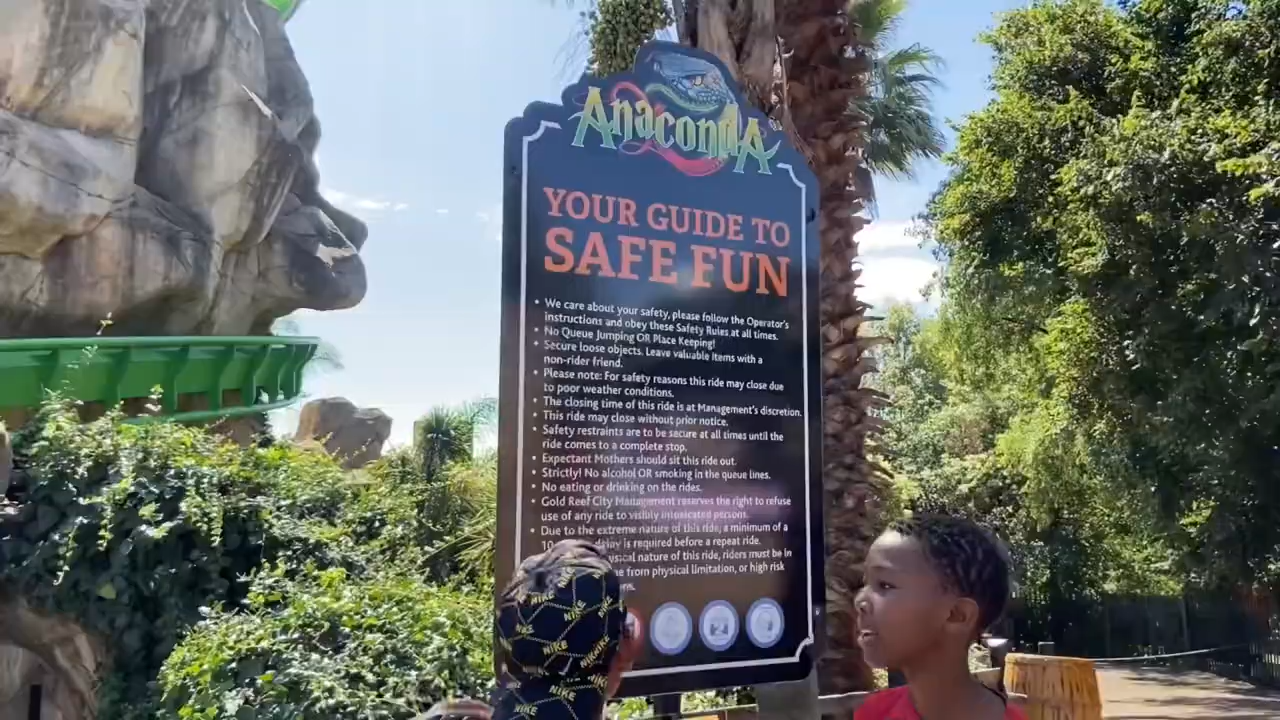 AnacondA
YOUR GUIDE TO
SAFE FUN
• We care about your safety, please follow the Operator's
instructions and obey these Safety Rules at all times.
• No Queue Jumping OR Place Keeping!
• Secure loose objects. Leave valuable items with a
non-rider friend.
• Please note: For safety reasons this ride may close due
to poor weather conditions.
• The closing time of this ride is at Management's discretion.
• This ride may close without prior notice.
• Safety restraints are to be secure at all times until the
ride comes to a complete stop.
• Expectant Mothers should sit this ride out.
• Strictly! No alcohol OR smoking in the queue lines.
• No eating or drinking on the rides.
• Gold Reef City Management reserves the right to refuse
use of any ride to visibly intoxicated persons.
• Due to the extreme nature of this ride, a minimum of a
10 delay is required before a repeat ride.
nature of this ride, riders must be in
from physical limitation, or high risk
NIKE
NIKE
NIKE
NIKE